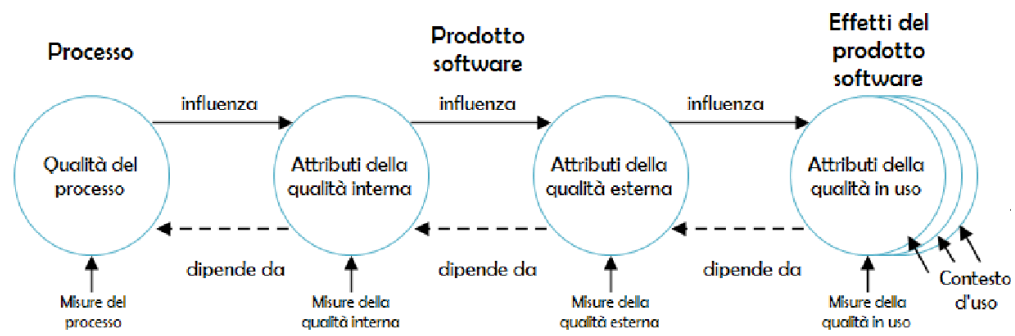 Processo
Prodotto
software
Effetti del
prodotto
software
influenza
influenza
influenza
Qualità del
processo
Attributi della
qualità interna
Attributi della
qualità esterna
Attributi della
qualità in uso
dipende da
dipende da
dipende da
Contesto
d'uso
Misure del
processo
Misure della
qualità interna
Misure della
qualità esterna
Misure della
qualità in uso